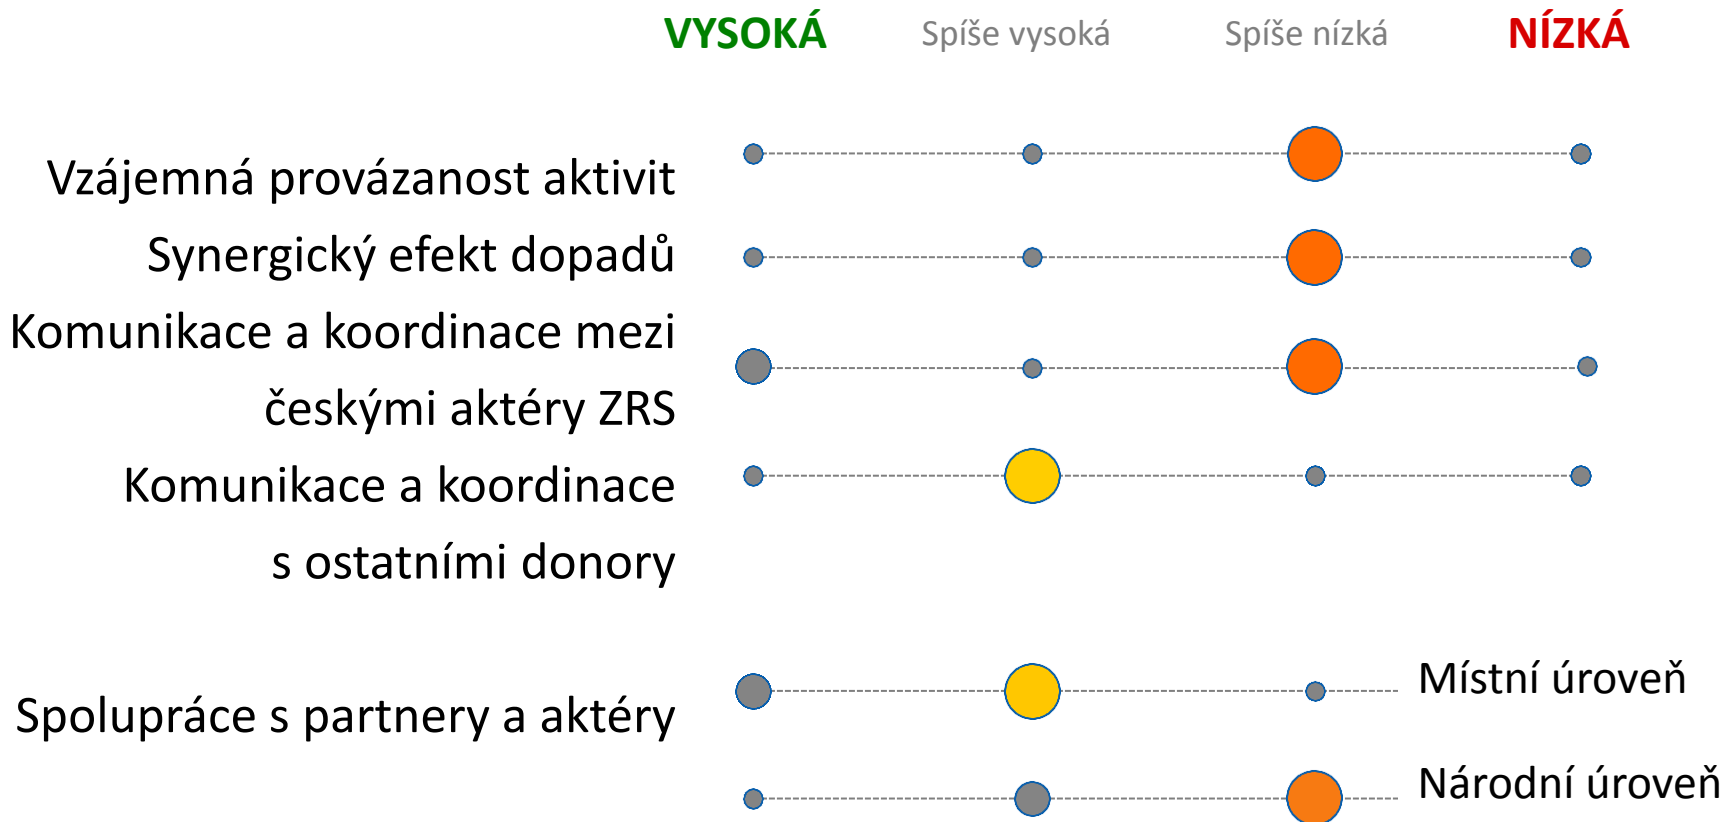 VYSOKÁ Spíše vysoká Spíše nízká NÍZKÁ
Vzájemná provázanost aktivit
Synergický efekt dopadů
Komunikace a koordinace mezi
českými aktéry ZRS
Komunikace a koordinace
s ostatními donory
Místní úroveň
Spolupráce s partnery a aktéry
Národní úroveň